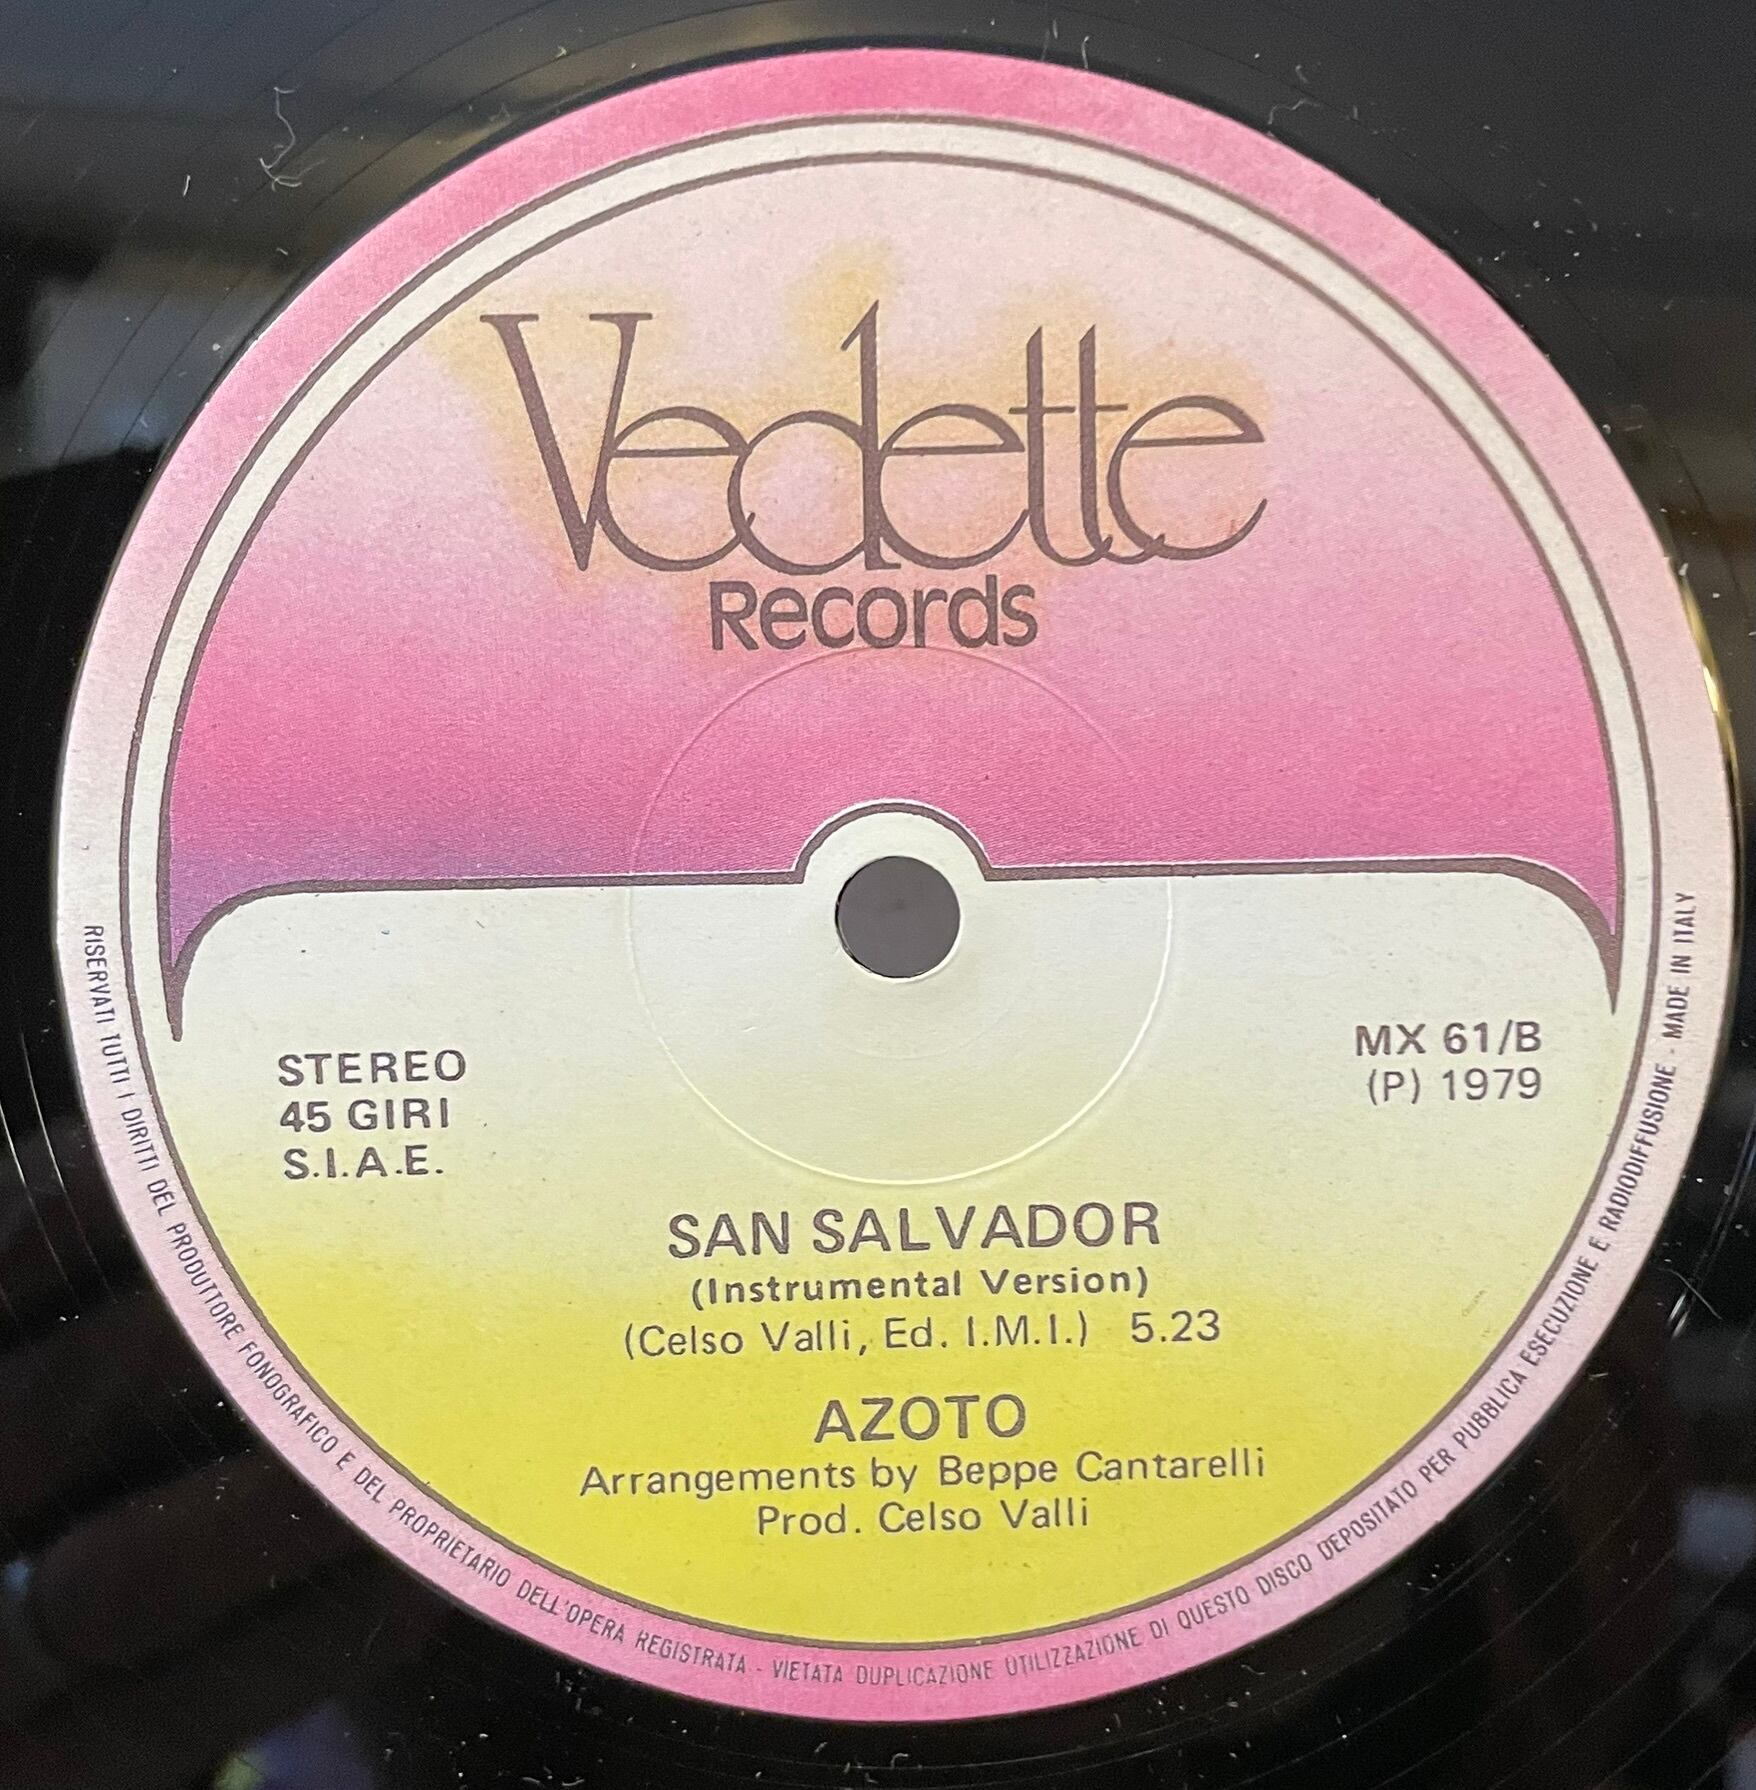 Vedette
Records
STEREO
45 GIRI
S.I.A.E.
MX 61/B
(P) 1979
SAN SALVADOR
(Instrumental Version)
(Celso Valli, Ed. I.M.I.) 5.23
AZOTO
Arrangements by Beppe Cantarelli
Prod. Celso Valli
RISERVATI TUTTI I DIRITTI DEL PRODUTTORE FONOGRAFICO E DEL PROPRIETARIO DELL'OPERA REGISTRATA - VIETATA DUPLICAZIONE UTILIZZAZIONE DI QUESTO DISCO DEPOSITATO PER PUBBLICA ESECUZIONE E RADIODIFFUSIONE - MADE IN ITALY